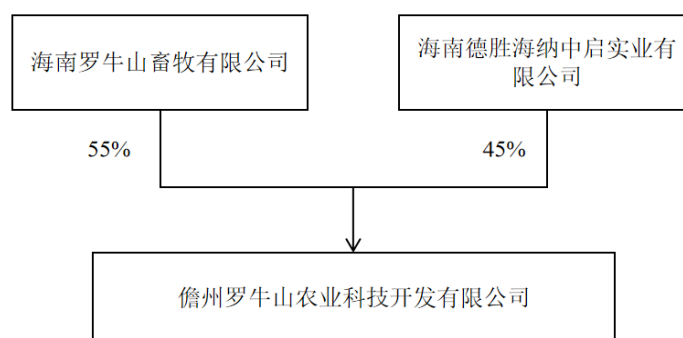 海南罗牛山畜牧有限公司
海南德胜海纳中启实业有
限公司
55%
45%
儋州罗牛山农业科技开发有限公司